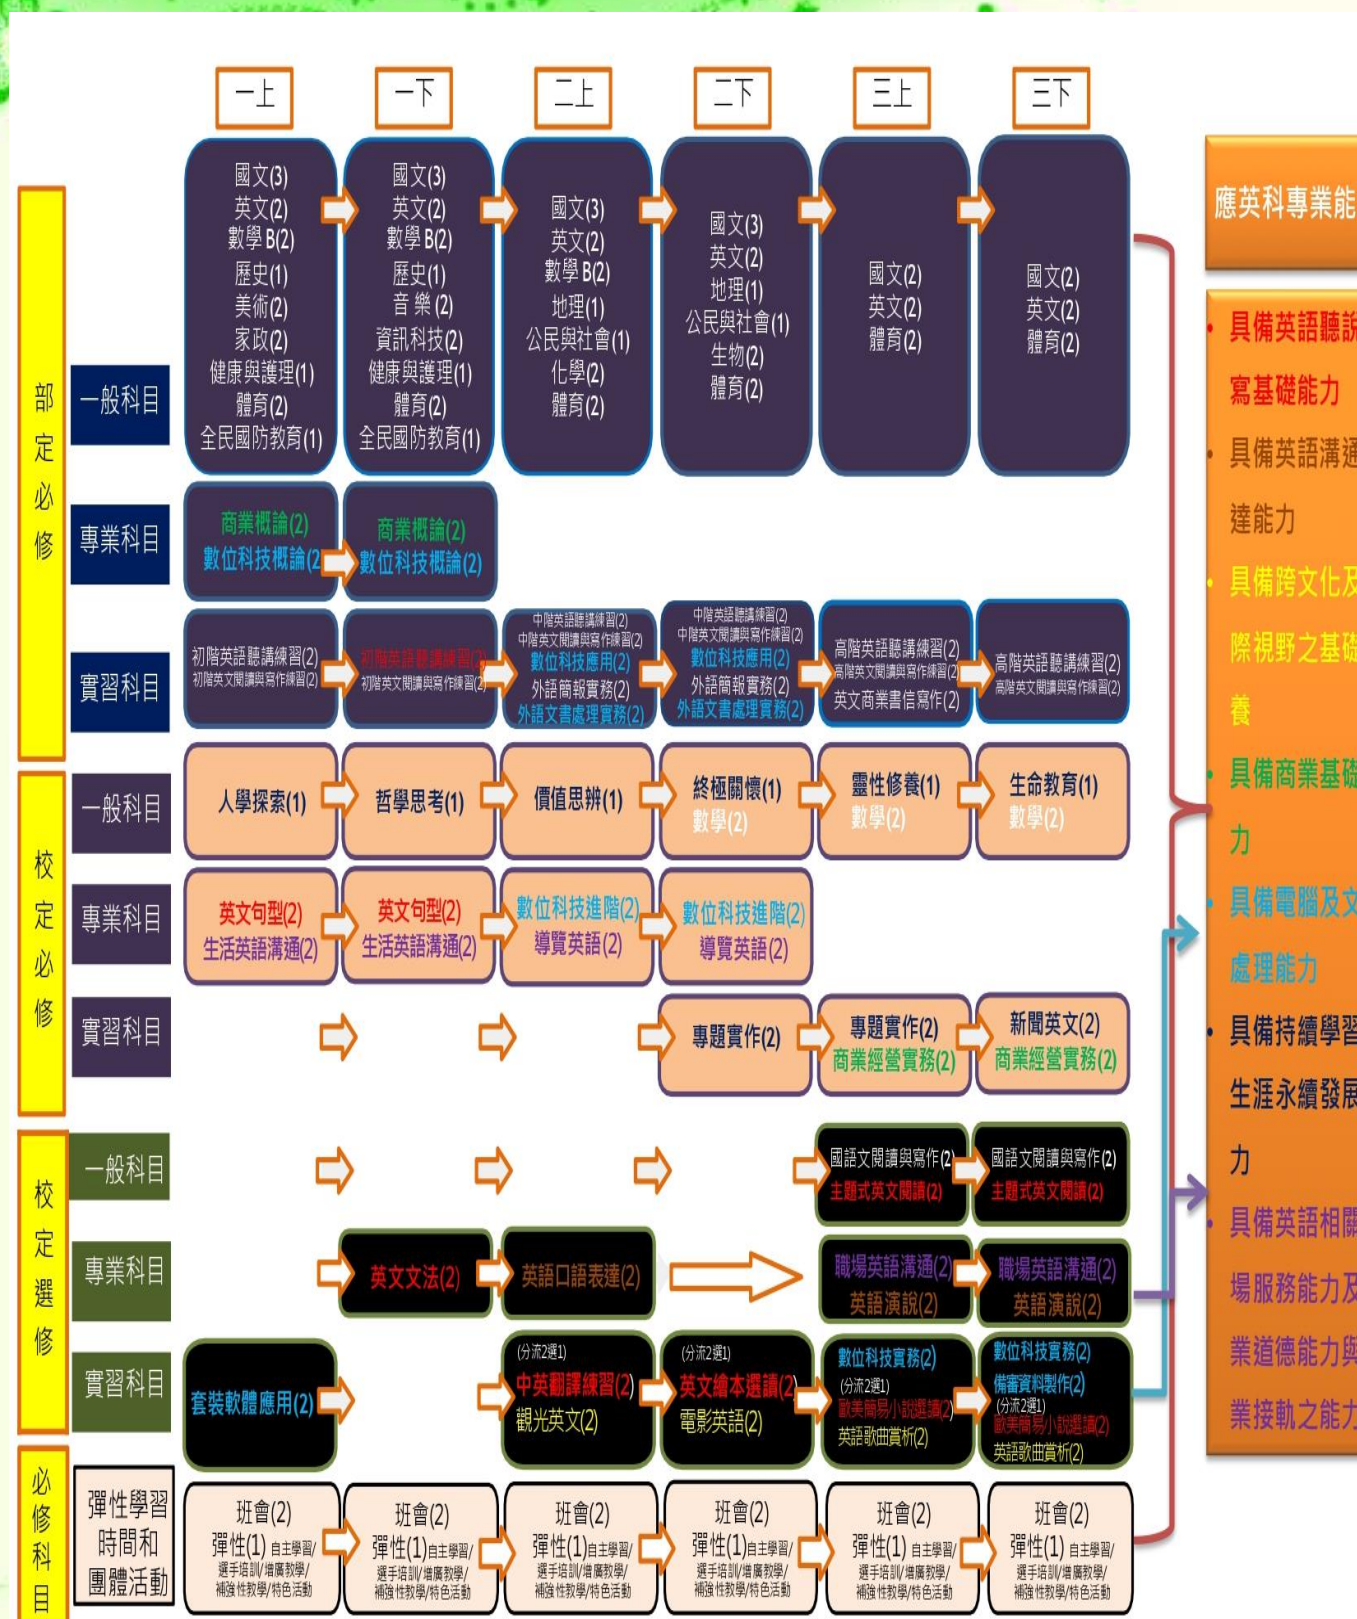 一上
一下
二上
二下
三上
三下
部定必修
一般科目
國文(3)
英文(2)
數學 B(2)
歷史(1)
美術(2)
家政(2)
健康與護理(1)
體育(2)
全民國防教育(1)
國文(3)
英文(2)
數學 B(2)
歷史(1)
音 樂 (2)
資訊科技(2)
健康與護理(1)
體育(2)
全民國防教育(1)
國文(3)
英文(2)
數學 B(2)
地理(1)
公民與社會(1)
化學(2)
體育(2)
國文(3)
英文(2)
地理(1)
公民與社會(1)
生物(2)
體育(2)
國文(2)
英文(2)
體育(2)
國文(2)
英文(2)
體育(2)
專業科目
商業概論(2)
數位科技概論(2
商業概論(2)
數位科技概論(2)
實習科目
初階英語聽講練習(2)
初階英文閱讀與寫作練習(2)
初階英語聽講練習(2)
初階英文閱讀與寫作練習(2)
中階英語聽講練習(2)
中階英文閱讀與寫作練習(2)
數位科技應用(2)
外語簡報實務(2)
外語文書處理實務(2)
中階英語聽講練習(2)
中階英文閱讀與寫作練習(2)
數位科技應用(2)
外語簡報實務(2)
外語文書處理實務(2)
高階英語聽講練習(2)
高階英文閱讀與寫作練習(2)
英文商業書信寫作(2)
高階英語聽講練習(2)
高階英文閱讀與寫作練習(2)
校定必修
一般科目
人學探索(1)
哲學思考(1)
價值思辨(1)
終極關懷(1)
數學(2)
靈性修養(1)
數學(2)
生命教育(1)
數學(2)
專業科目
英文句型(2)
生活英語溝通(2)
英文句型(2)
生活英語溝通(2)
數位科技進階(2)
導覽英語(2)
數位科技進階(2)
導覽英語(2)
實習科目
專題實作(2)
專題實作(2)
商業經營實務(2)
新聞英文(2)
商業經營實務(2)
校定選修
一般科目
國語文閱讀與寫作(2)
主題式英文閱讀(2)
國語文閱讀與寫作(2)
主題式英文閱讀(2)
專業科目
英文文法(2)
英語口語表達(2)
職場英語溝通(2)
英語演說(2)
職場英語溝通(2)
英語演說(2)
實習科目
套裝軟體應用(2)
(分流2選1)
中英翻譯練習(2)
觀光英文(2)
(分流2選1)
英文繪本選讀(2)
電影英語(2)
數位科技實務(2)
(分流2選1)
歐美簡易小說選讀(2)
英語歌曲賞析(2)
數位科技實務(2)
備審資料製作(2)
(分流2選1)
歐美簡易小說選讀(2)
英語歌曲賞析(2)
必修科目
彈性學習
時間和
團體活動
班會(2)
彈性(1) 自主學習/
選手培訓/增廣教學/
補強性教學/特色活動
班會(2)
彈性(1)自主學習/
選手培訓/增廣教學/
補強性教學/特色活動
班會(2)
彈性(1)自主學習/
選手培訓/增廣教學/
補強性教學/特色活動
班會(2)
彈性(1)自主學習/
選手培訓/增廣教學/
補強性教學/特色活動
班會(2)
彈性(1) 自主學習/
選手培訓/增廣教學/
補強性教學/特色活動
班會(2)
彈性(1) 自主學習/
選手培訓/增廣教學/
補強性教學/特色活動
應英科專業能
• 具備英語聽說
寫基礎能力
• 具備英語溝通
達能力
• 具備跨文化及
際視野之基礎
養
• 具備商業基礎
力
• 具備電腦及文
處理能力
• 具備持續學習
生涯永續發展
力
• 具備英語相關
場服務能力及
業道德能力與
業接軌之能力